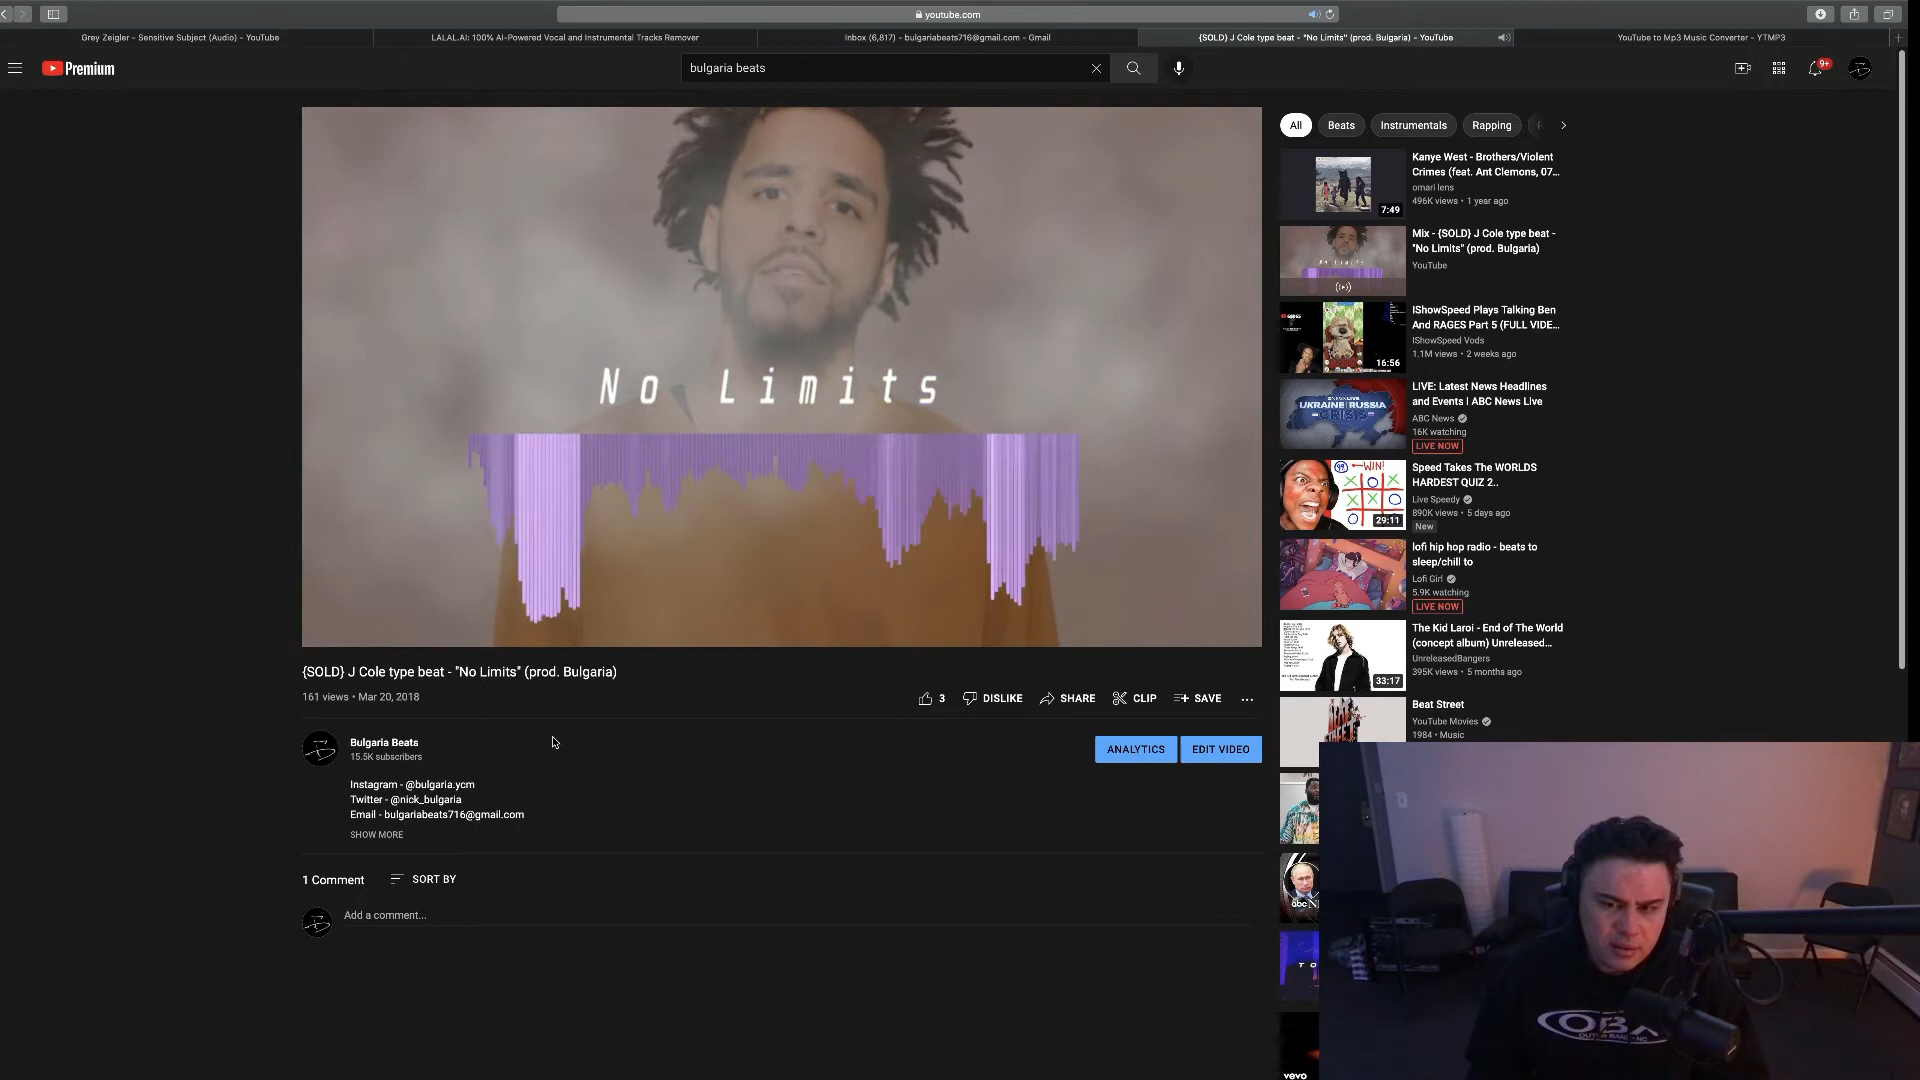 youtube.com
Grey Zeigler - Sensitive Subject (Audio) - YouTube
LALAL.AI: 100% AI-Powered Vocal and Instrumental Tracks Remover
Inbox (6,817) - bulgariabeats716@gmail.com - Gmail
{SOLD} J Cole type beat - "No Limits" (prod. Bulgaria) - YouTube
YouTube to Mp3 Music Converter - YTMP3
Premium
bulgaria beats
9+
No Limits
{SOLD} J Cole type beat - "No Limits" (prod. Bulgaria)
161 views • Mar 20, 2018
3
DISLIKE
SHARE
CLIP
SAVE
Bulgaria Beats
15.5K subscribers
ANALYTICS
EDIT VIDEO
Instagram - @bulgaria.ycm
Twitter - @nick_bulgaria
Email - bulgariabeats716@gmail.com
SHOW MORE
1 Comment
SORT BY
Add a comment...
All
Beats
Instrumentals
Rapping
Kanye West - Brothers/Violent
Crimes (feat. Ant Clemons, 07...
omari lens
496K views • 1 year ago
7:49
Mix - {SOLD} J Cole type beat -
"No Limits" (prod. Bulgaria)
YouTube
No Limits
IShowSpeed Plays Talking Ben
And RAGES Part 5 (FULL VIDE...
IShowSpeed Vods
1.1M views • 2 weeks ago
16:56
LIVE: Latest News Headlines
and Events l ABC News Live
ABC News
16K watching
LIVE NOW
UKRAINE RUSSIA
CRISIS
Speed Takes The WORLDS
HARDEST QUIZ 2..
Live Speedy
890K views • 5 days ago
New
WIN!
29:11
lofi hip hop radio - beats to
sleep/chill to
Lofi Girl
5.9K watching
LIVE NOW
The Kid Laroi - End of The World
(concept album) Unreleased...
UnreleasedBangers
395K views • 5 months ago
33:17
Beat Street
YouTube Movies
1984 • Music
abc
T O
vevo
OBA